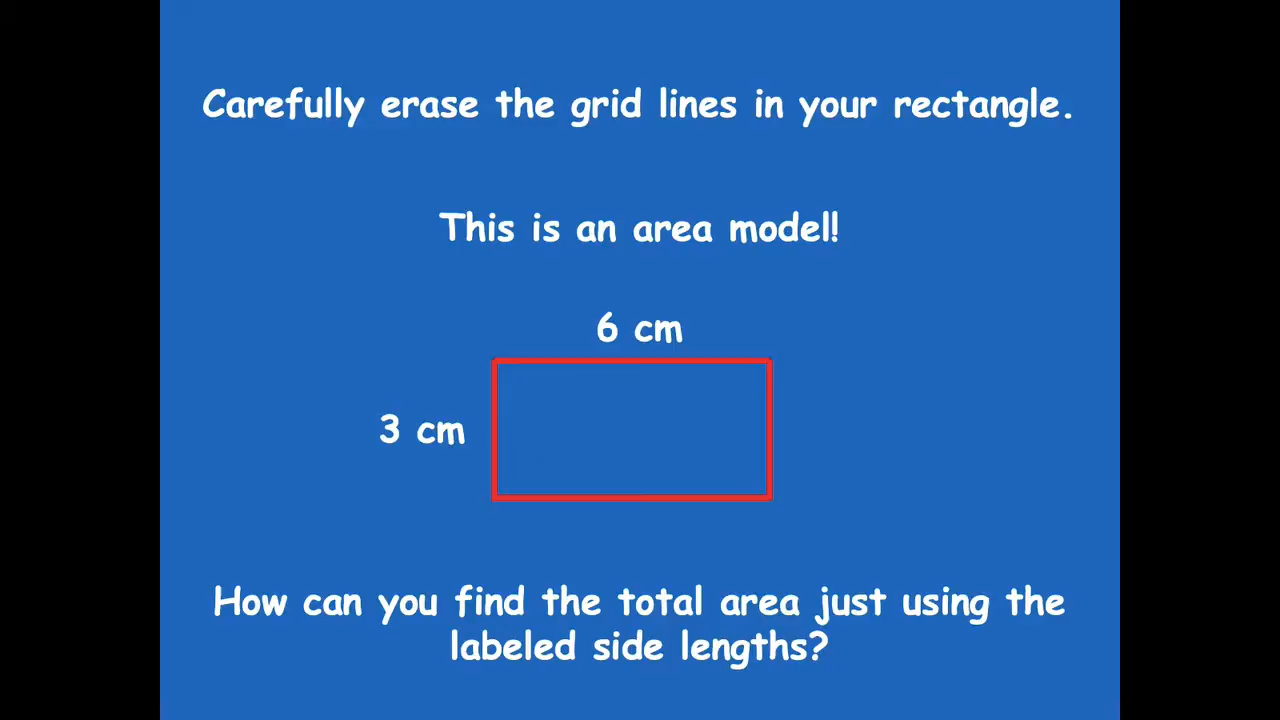 Carefully erase the grid lines in your rectangle.
This is an area model!
6 cm
3 cm
How can you find the total area just using the
labeled side lengths?